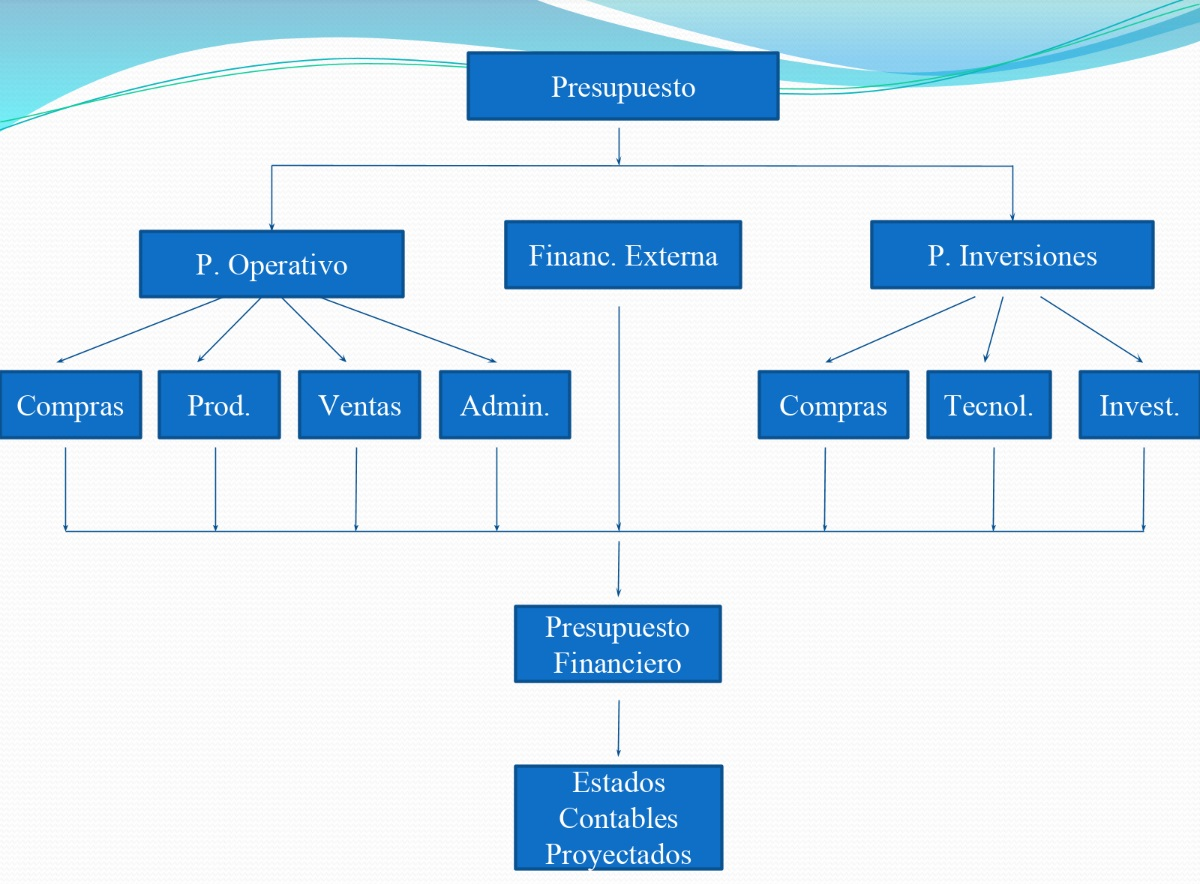 Presupuesto
P. Operativo
Financ. Externa
P. Inversiones
Compras
Prod.
Ventas
Admin.
Compras
Tecnol.
Invest.
Presupuesto
Financiero
Estados
Contables
Proyectados